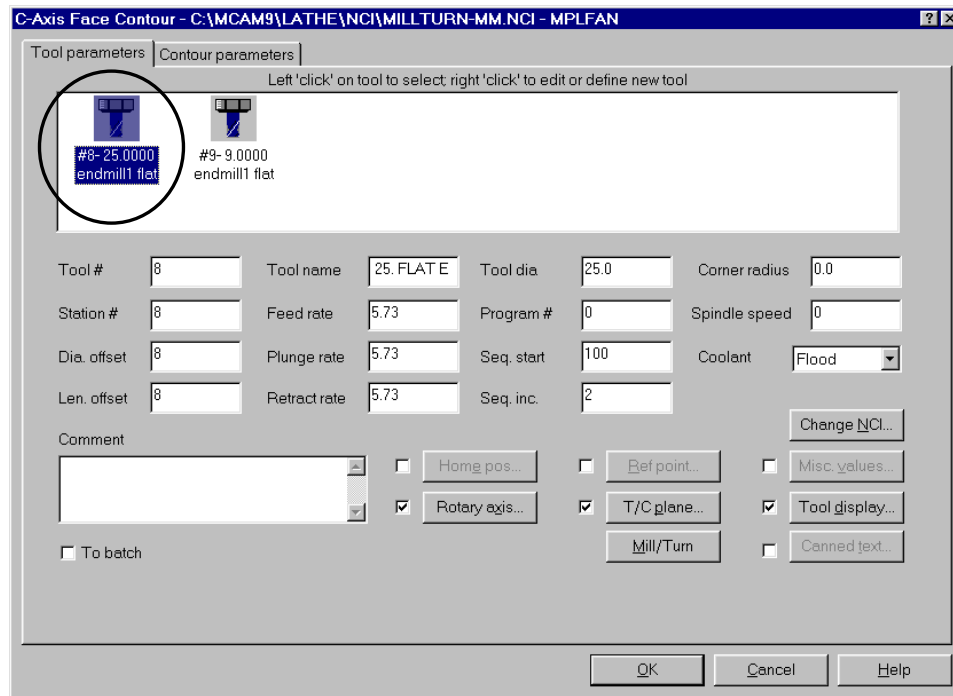 C-Axis Face Contour - C:\MCAM9\LATHE\NCI\MILLTURN-MM.NCI - MPLFAN
Tool parameters Contour parameters
Left 'click' on tool to select; right 'click' to edit or define new tool
#8- 25.0000 #9- 9.0000
endmill1 flat endmill1 flat
Tool # 8 Tool name 25. FLAT E Tool dia 25.0 Corner radius 0.0
Station # 8 Feed rate 5.73 Program # 0 Spindle speed 0
Dia. offset 8 Plunge rate 5.73 Seq. start 100 Coolant Flood
Len. offset 8 Retract rate 5.73 Seq. inc. 2
Change NCI...
Comment
Home pos... Ref point... Misc. values...
Rotary axis... T/C plane... Tool display...
To batch Mill/Turn Canned text...
OK Cancel Help